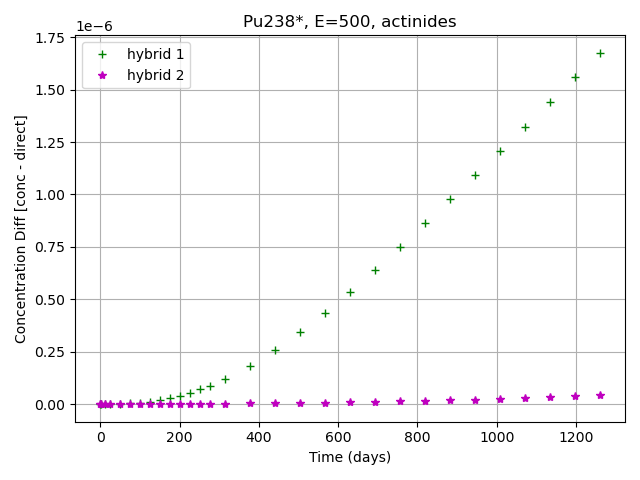 Pu238*, E=500, actinides
1e−6
1.75
1.50
1.25
1.00
0.75
0.50
0.25
0.00
Concentration Diff [conc - direct]
hybrid 1
hybrid 2
0 200 400 600 800 1000 1200
Time (days)